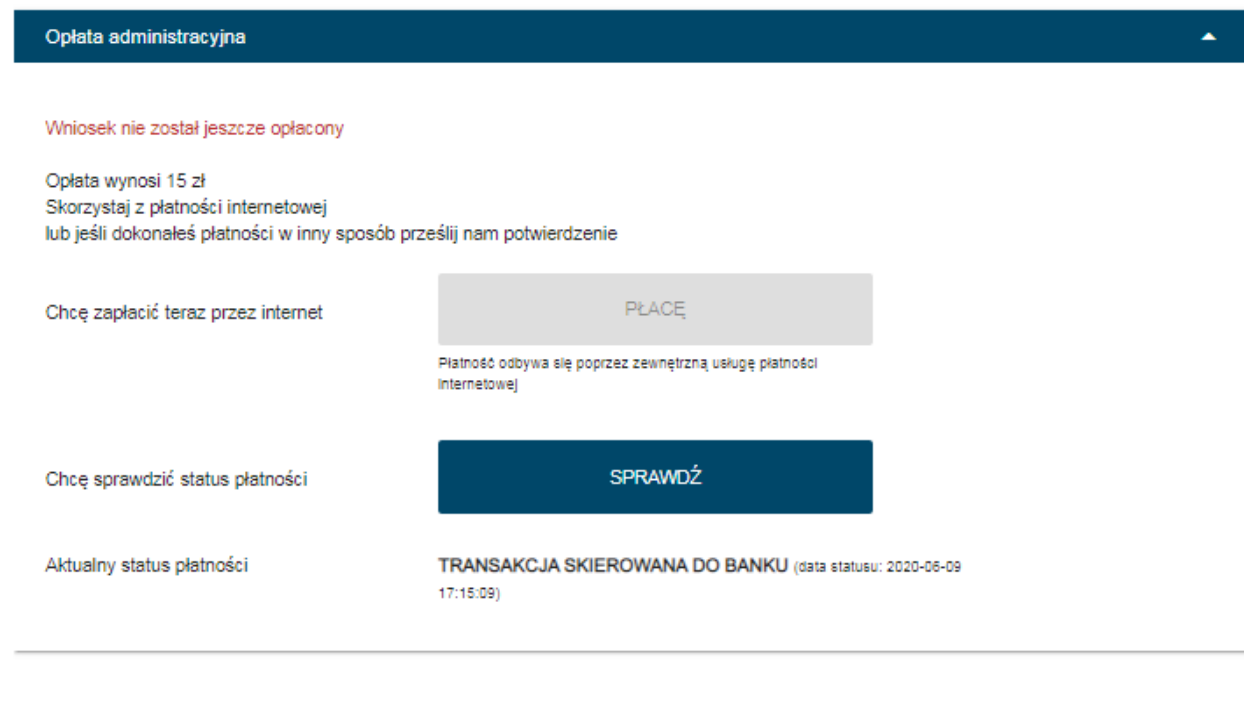 Opłata administracyjna
Wniosek nie został jeszcze opłacony
Opłata wynosi 15 zł
Skorzystaj z płatności internetowej
lub jeśli dokonałeś płatności w inny sposób prześlij nam potwierdzenie
Chcę zapłacić teraz przez internet
PŁACĘ
Płatność odbywa się poprzez zewnętrzną usługę płatności
internetowej
Chcę sprawdzić status płatności
SPRAWDŹ
Aktualny status płatności
TRANSAKCJA SKIEROWANA DO BANKU (data statusu: 2020-06-09
17:15:09)